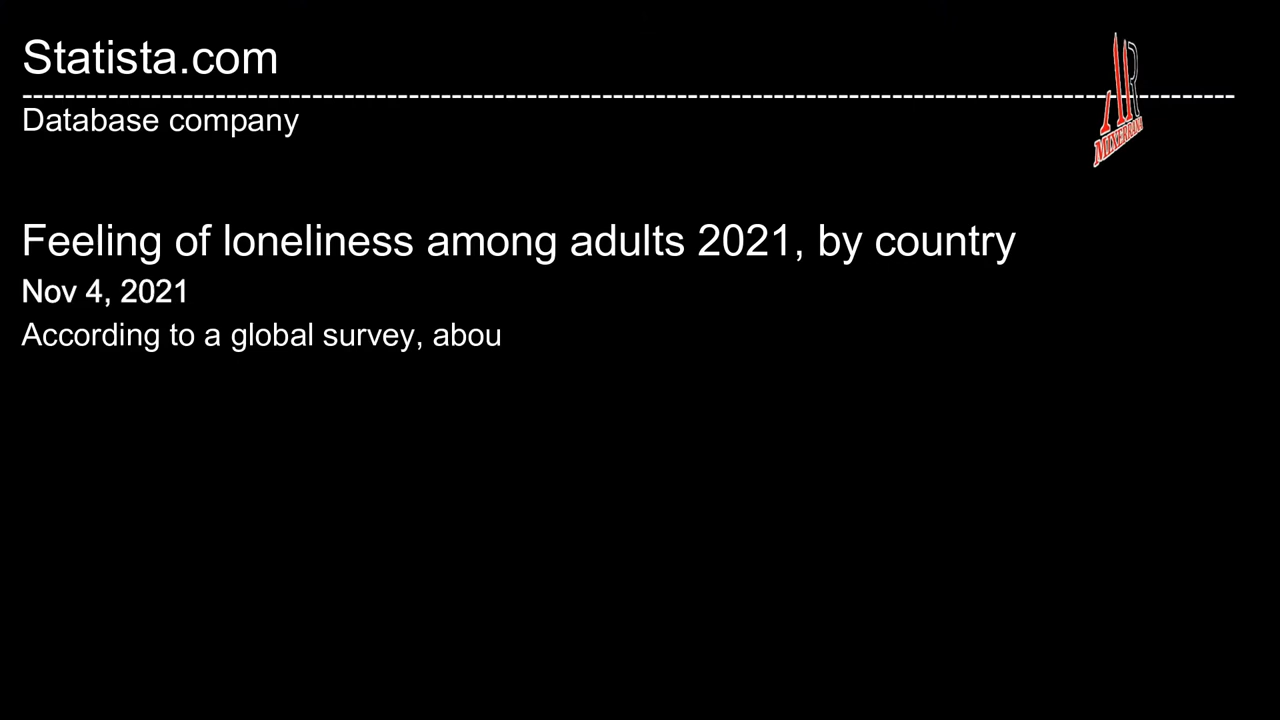 Statista.com
------------------------------------------------------------------------------------------------------------------------
Database company
Feeling of loneliness among adults 2021, by country
Nov 4, 2021
According to a global survey, abou